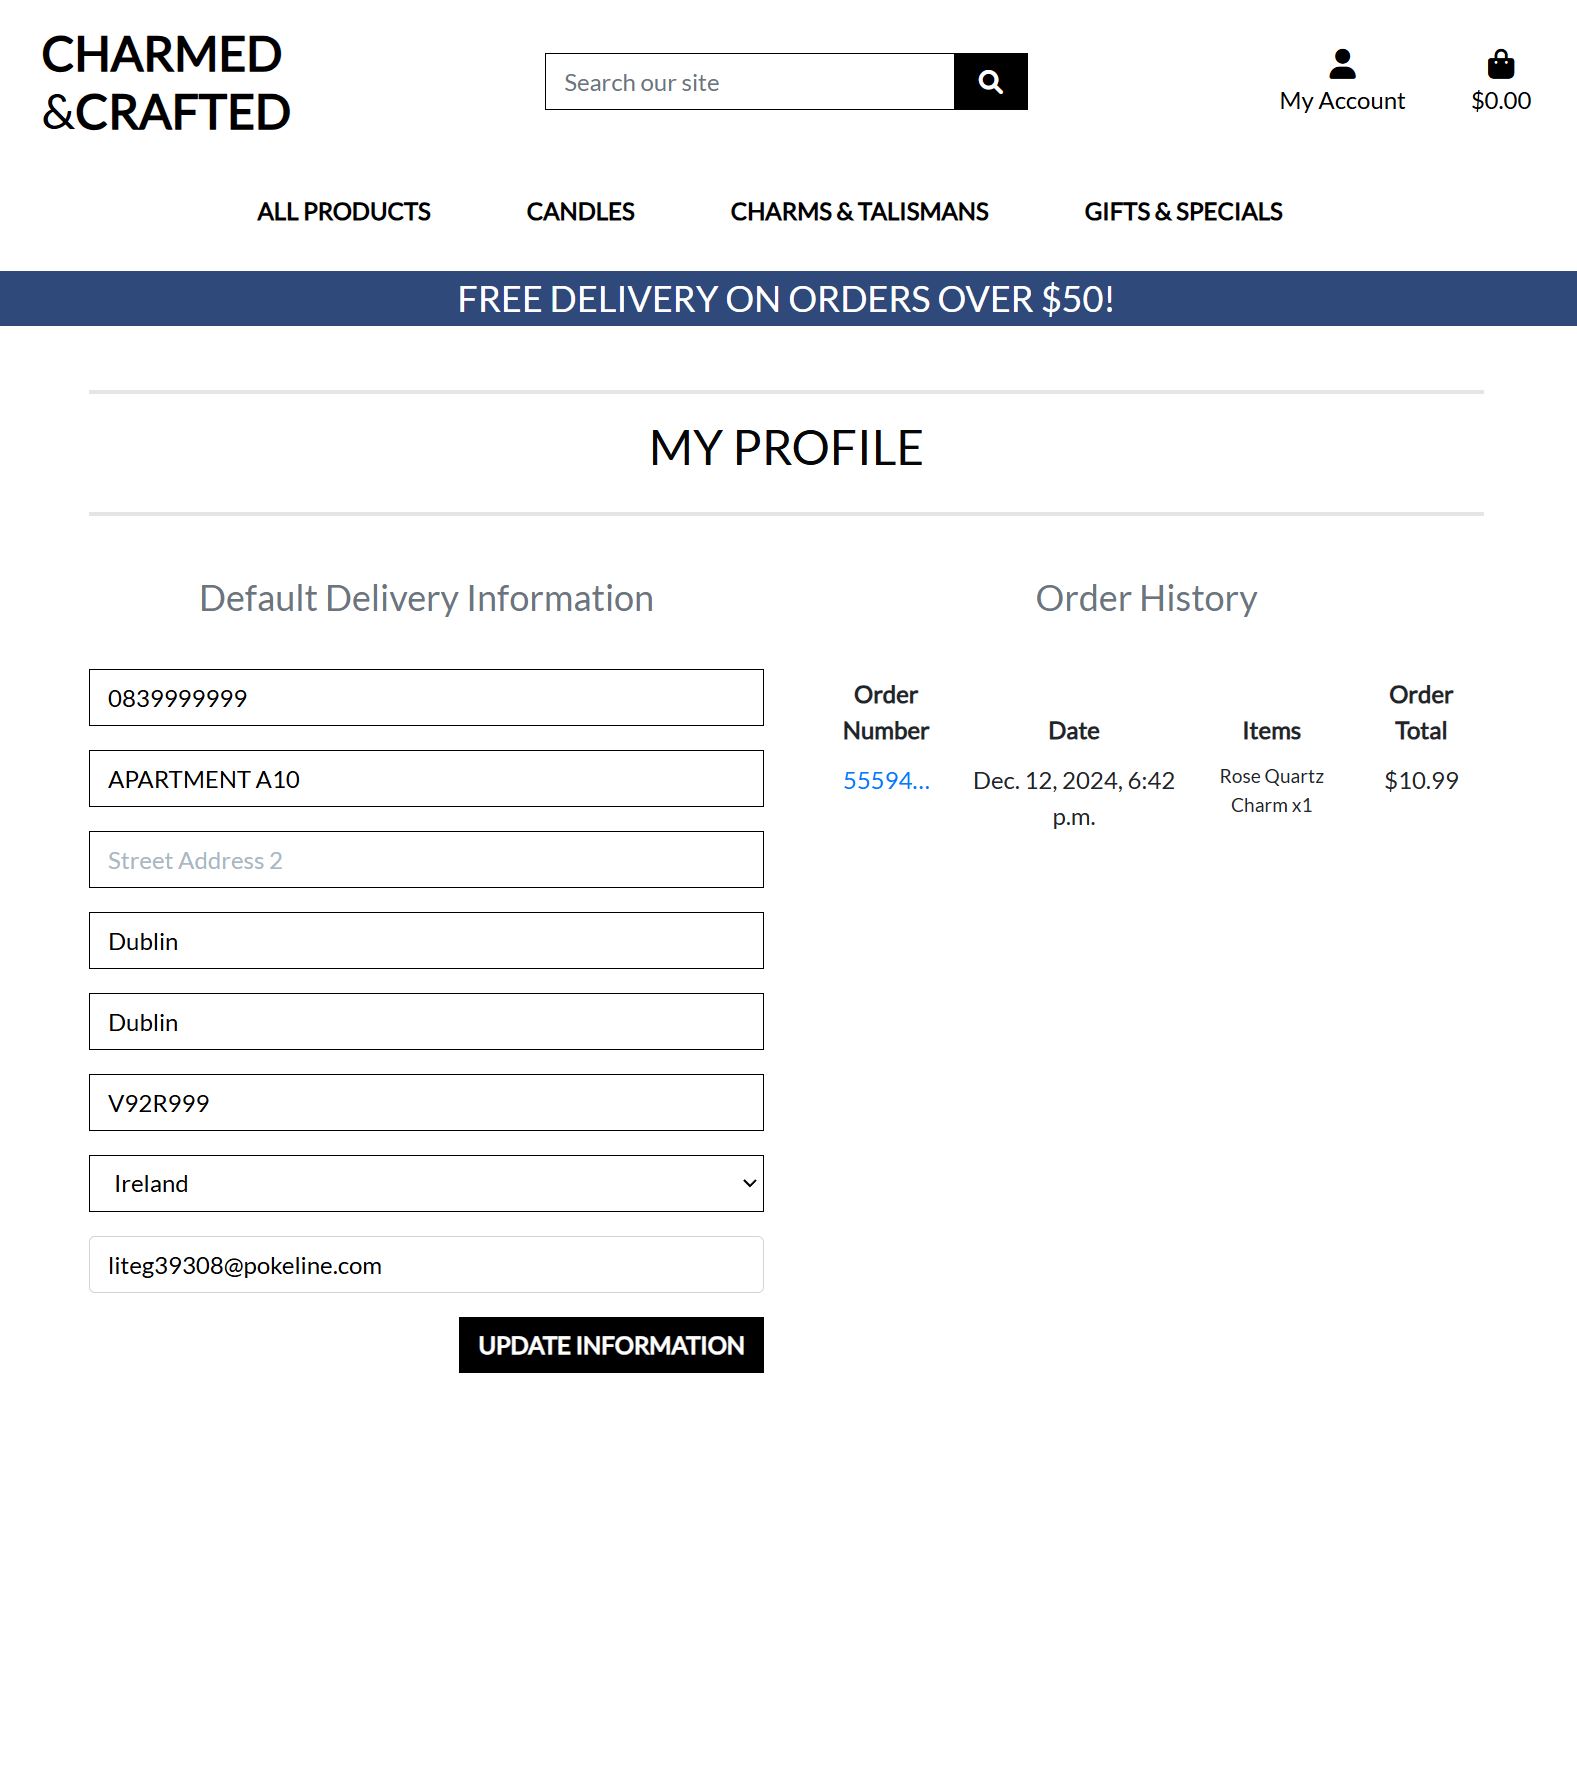 CHARMED
&CRAFTED
Search our site
My Account
$0.00
ALL PRODUCTS
CANDLES
CHARMS & TALISMANS
GIFTS & SPECIALS
FREE DELIVERY ON ORDERS OVER $50!
MY PROFILE
Default Delivery Information
0839999999
APARTMENT A10
Street Address 2
Dublin
Dublin
V92R999
Ireland
liteg39308@pokeline.com
UPDATE INFORMATION
Order History
Order
Number
Date
Items
Order
Total
55594...
Dec. 12, 2024, 6:42
p.m.
Rose Quartz
Charm x1
$10.99